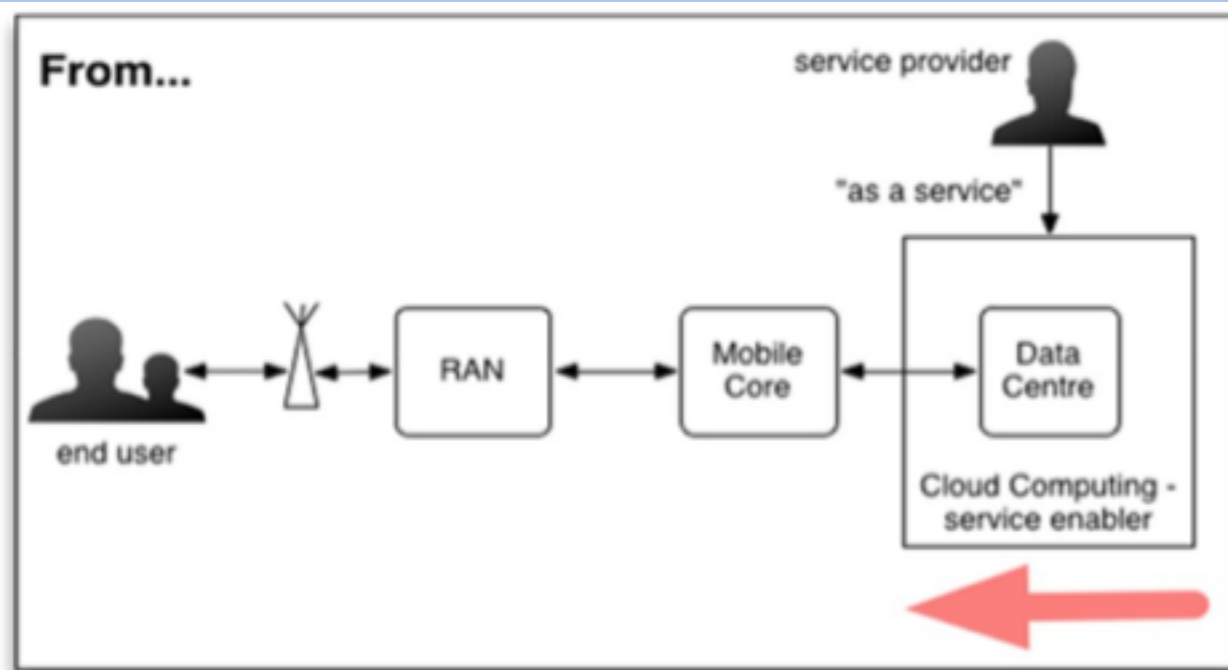 From...
service provider
"as a service"
RAN
Mobile
Core
Data
Centre
end user
Cloud Computing -
service enabler